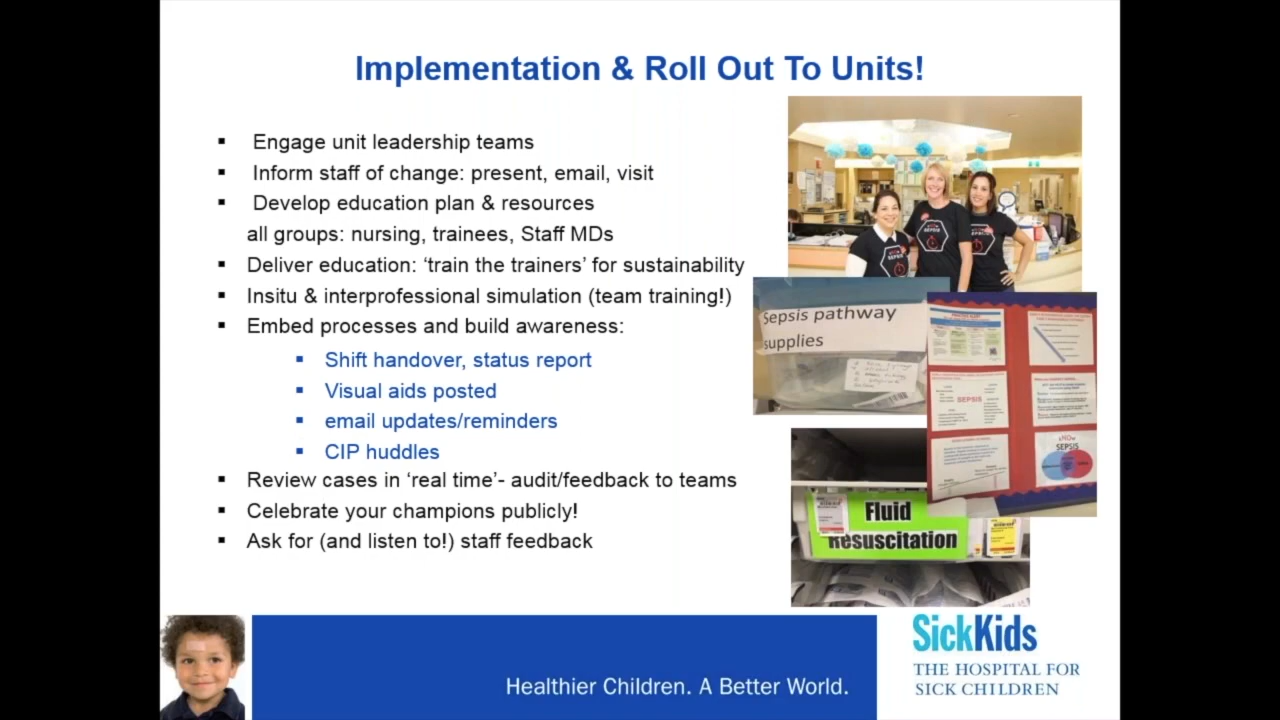 Implementation & Roll Out To Units!
Engage unit leadership teams
Inform staff of change: present, email, visit
Develop education plan & resources
all groups: nursing, trainees, Staff MDs
Deliver education: ‘train the trainers’ for sustainability
Insitu & interprofessional simulation (team training!)
Embed processes and build awareness:
Shift handover, status report
Visual aids posted
email updates/reminders
CIP huddles
Review cases in ‘real time’- audit/feedback to teams
Celebrate your champions publicly!
Ask for (and listen to!) staff feedback
SEPSIS
SEPSIS
Sepsis pathway
supplies
SEPSIS
SEPSIS
Fluid
Resuscitation
Healthier Children. A Better World.
SickKids
THE HOSPITAL FOR
SICK CHILDREN